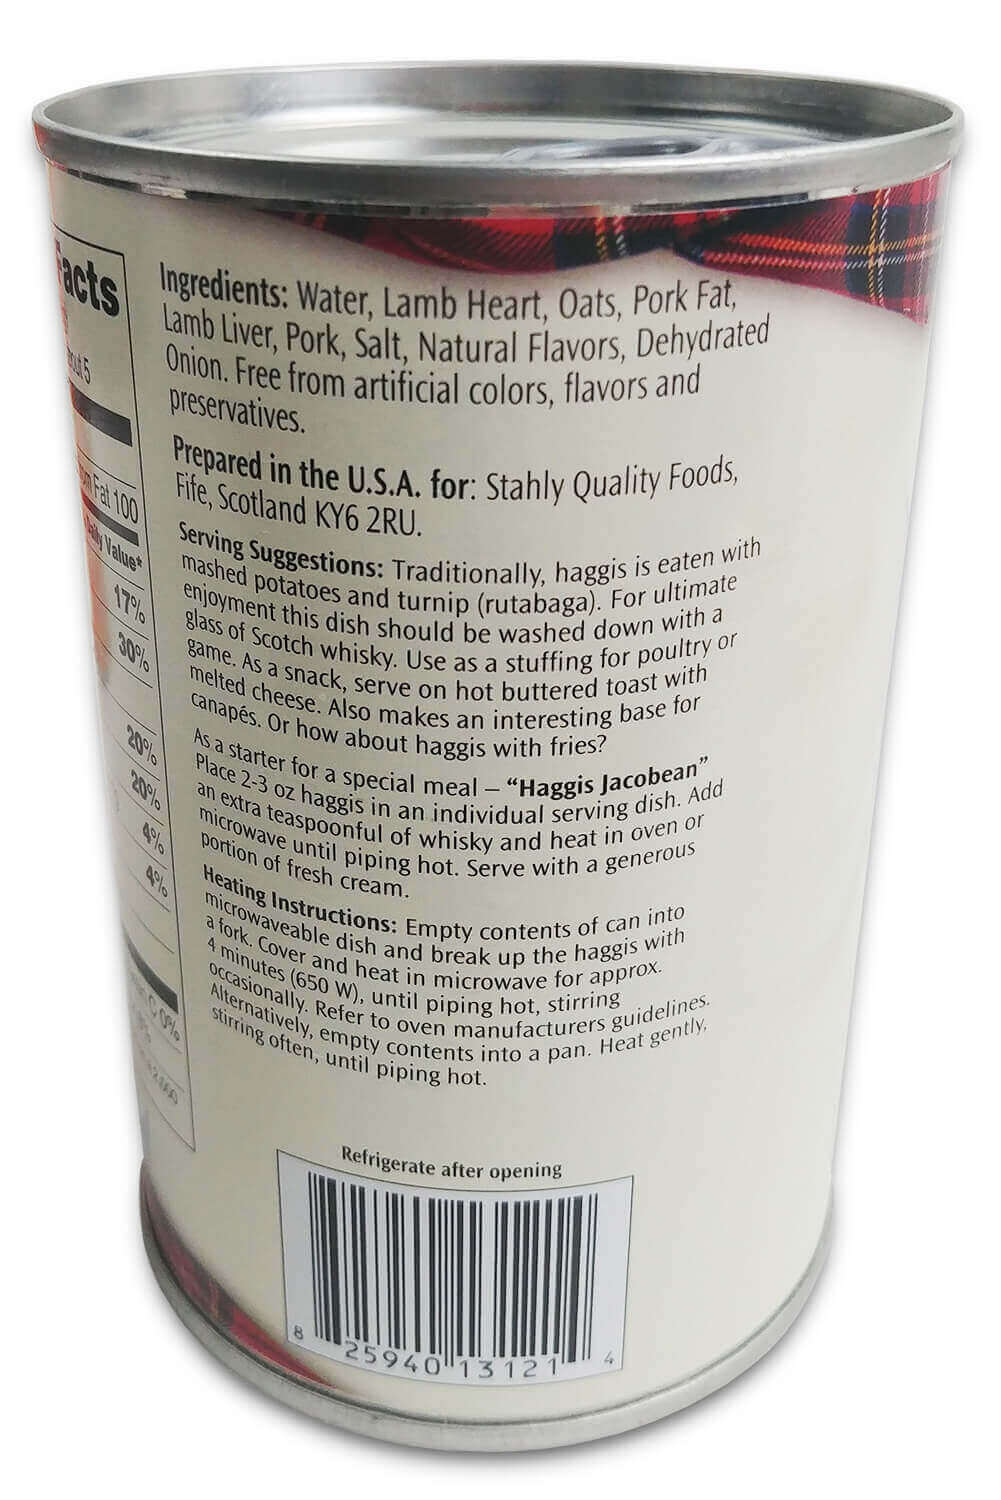 Facts
5
Fat 100
Daily Value*
17%
30%
20%
20%
4%
4%
0%
Ingredients: Water, Lamb Heart, Oats, Pork Fat,
Lamb Liver, Pork, Salt, Natural Flavors, Dehydrated
Onion. Free from artificial colors, flavors and
preservatives.
Prepared in the U.S.A. for: Stahly Quality Foods,
Fife, Scotland KY6 2RU.
Serving Suggestions: Traditionally, haggis is eaten with
mashed potatoes and turnip (rutabaga). For ultimate
enjoyment this dish should be washed down with a
glass of Scotch whisky. Use as a stuffing for poultry or
game. As a snack, serve on hot buttered toast with
melted cheese. Also makes an interesting base for
canapés. Or how about haggis with fries?
As a starter for a special meal – “Haggis Jacobean”
Place 2-3 oz haggis in an individual serving dish. Add
an extra teaspoonful of whisky and heat in oven or
microwave until piping hot. Serve with a generous
portion of fresh cream.
Heating Instructions: Empty contents of can into
microwaveable dish and break up the haggis with
a fork. Cover and heat in microwave for approx.
4 minutes (650 W), until piping hot, stirring
occasionally. Refer to oven manufacturers guidelines.
Alternatively, empty contents into a pan. Heat gently,
stirring often, until piping hot.
Refrigerate after opening
8 25940 13121 4